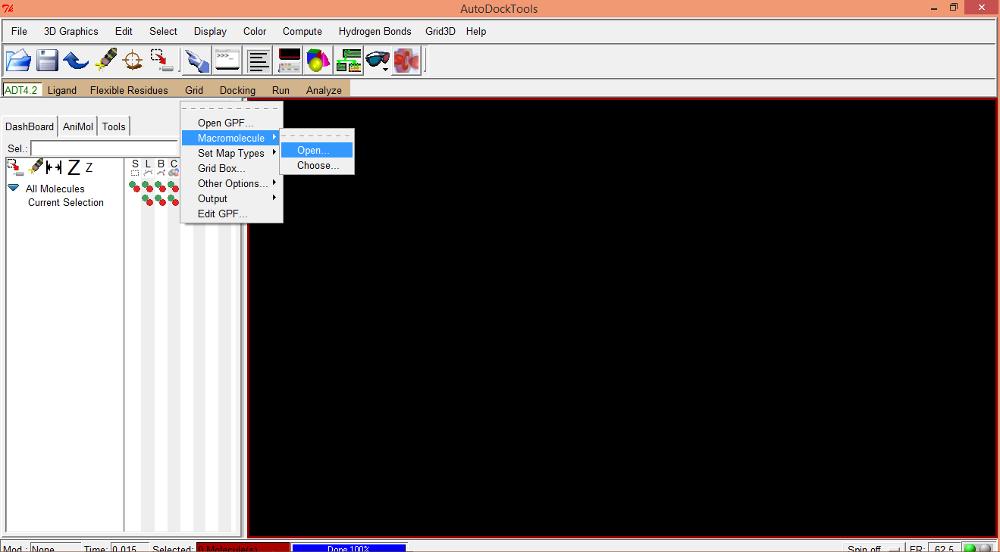 AutoDockTools
File 3D Graphics Edit Select Display Color Compute Hydrogen Bonds Grid3D Help
>>>_
ADT4.2 Ligand Flexible Residues Grid Docking Run Analyze
Open GPF...
Macromolecule
Set Map Types
Grid Box...
Other Options...
Output
Edit GPF...
Open...
Choose...
DashBoard AniMol Tools
Sel.:
Z Z S L B C
All Molecules
Current Selection
Mod.: None Time: 0.015 Selected: 0 Molecule(s) Done 100% Spin off FR: 62.5